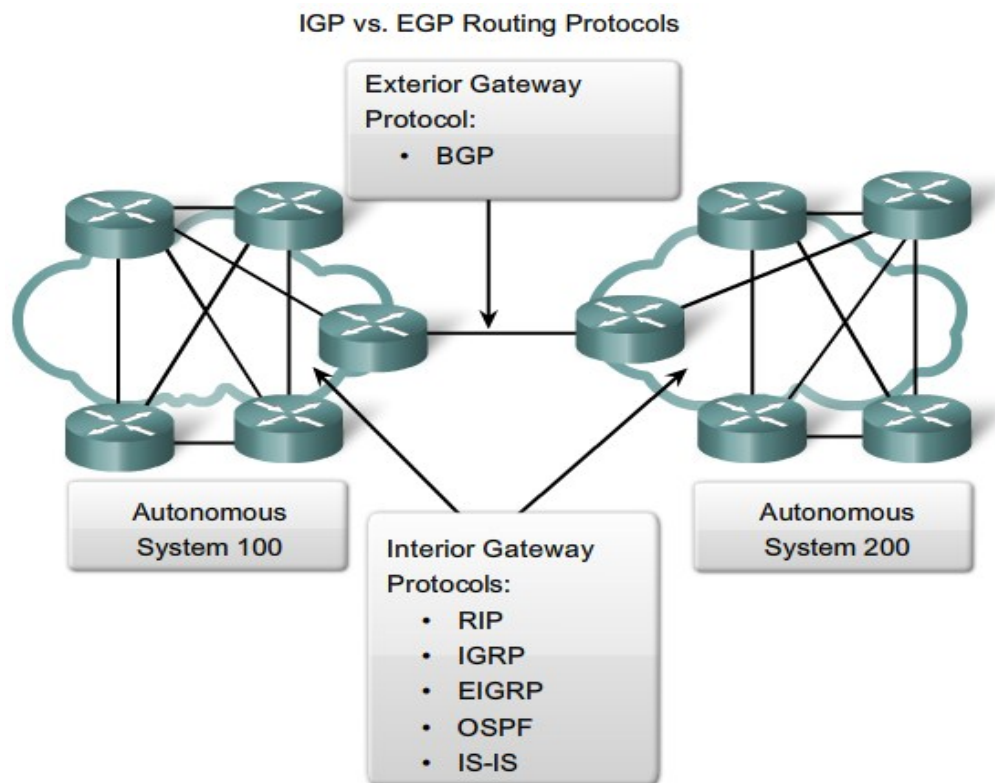 IGP vs. EGP Routing Protocols
Exterior Gateway
Protocol:
• BGP
Autonomous
System 100
Autonomous
System 200
Interior Gateway
Protocols:
• RIP
• IGRP
• EIGRP
• OSPF
• IS-IS